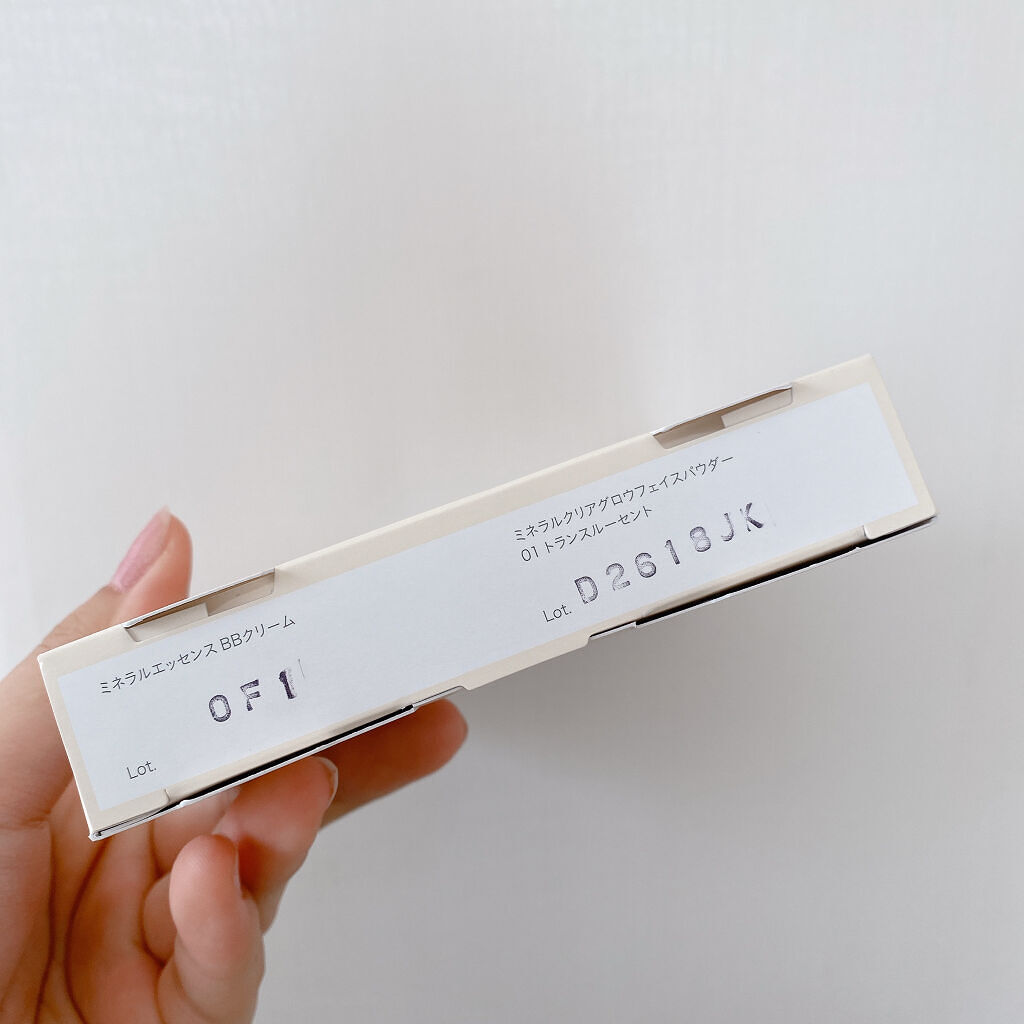 ミネラルエッセンス BBクリーム
0F1
Lot.
ミネラルクリアグロウフェイスパウダー
01 トランスルーセント
Lot. D2618JK